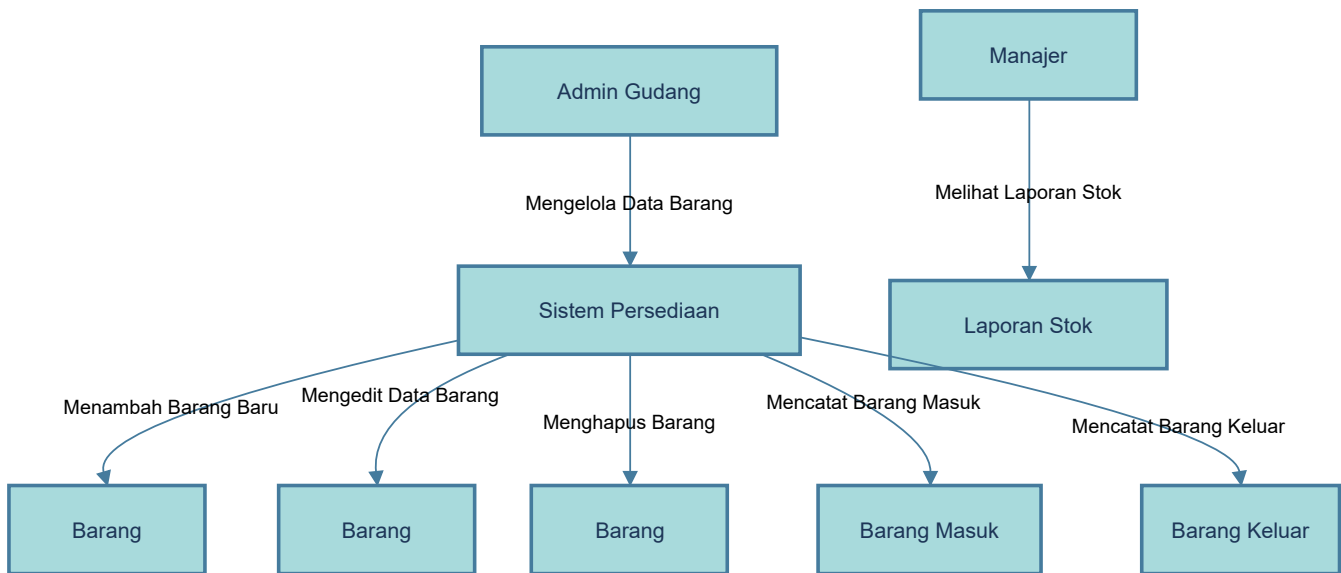 Manajer
Admin Gudang
Melihat Laporan Stok
Mengelola Data Barang
Sistem Persediaan
Laporan Stok
Menambah Barang Baru
Mengedit Data Barang
Menghapus Barang
Mencatat Barang Masuk
Mencatat Barang Keluar
Barang
Barang
Barang
Barang Masuk
Barang Keluar